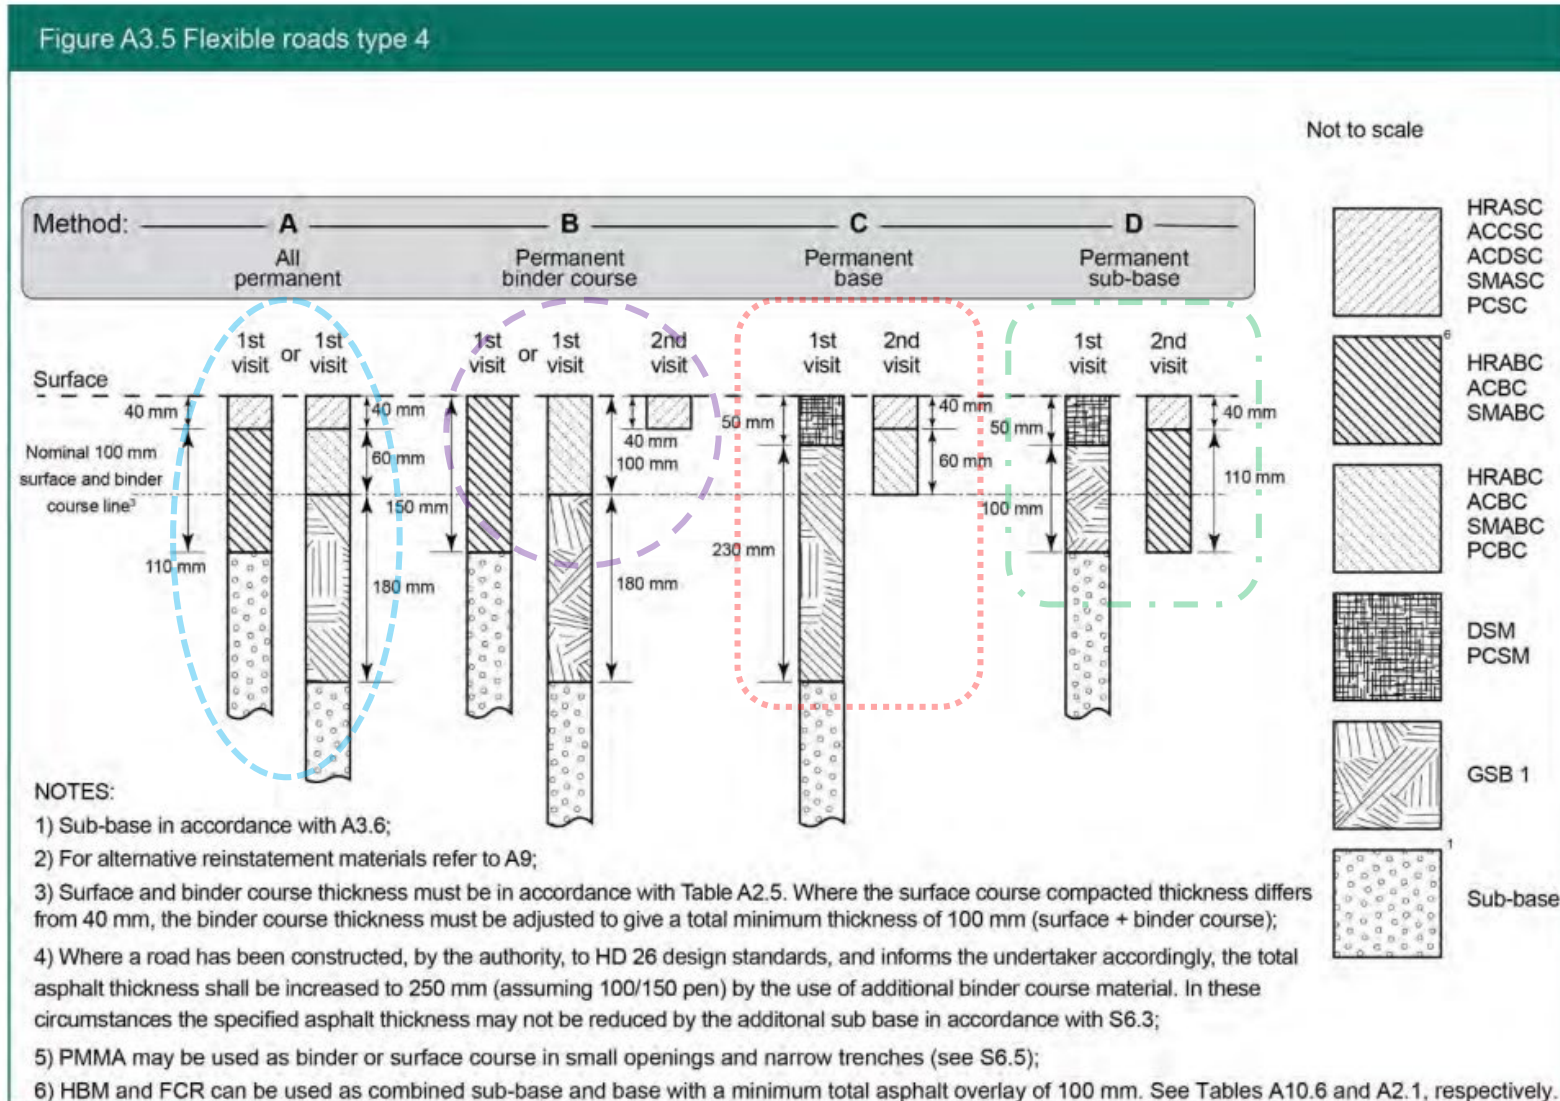 Figure A3.5 Flexible roads type 4
Not to scale
Method: A B C D
All permanent
Permanent binder course
Permanent base
Permanent sub-base
1st visit or 1st visit
1st visit or 1st visit 2nd visit
1st visit 2nd visit
1st visit 2nd visit
Surface
40 mm
Nominal 100 mm
surface and binder
course line3
110 mm
40 mm
60 mm
180 mm
150 mm
40 mm
100 mm
180 mm
50 mm
230 mm
40 mm
60 mm
50 mm
100 mm
40 mm
110 mm
HRASC
ACCSC
ACDSC
SMASC
PCSC
6
HRABC
ACBC
SMABC
HRABC
ACBC
SMABC
PCBC
DSM
PCSM
GSB 1
1
Sub-base
NOTES:
1) Sub-base in accordance with A3.6;
2) For alternative reinstatement materials refer to A9;
3) Surface and binder course thickness must be in accordance with Table A2.5. Where the surface course compacted thickness differs
from 40 mm, the binder course thickness must be adjusted to give a total minimum thickness of 100 mm (surface + binder course);
4) Where a road has been constructed, by the authority, to HD 26 design standards, and informs the undertaker accordingly, the total
asphalt thickness shall be increased to 250 mm (assuming 100/150 pen) by the use of additional binder course material. In these
circumstances the specified asphalt thickness may not be reduced by the additonal sub base in accordance with S6.3;
5) PMMA may be used as binder or surface course in small openings and narrow trenches (see S6.5);
6) HBM and FCR can be used as combined sub-base and base with a minimum total asphalt overlay of 100 mm. See Tables A10.6 and A2.1, respectively.